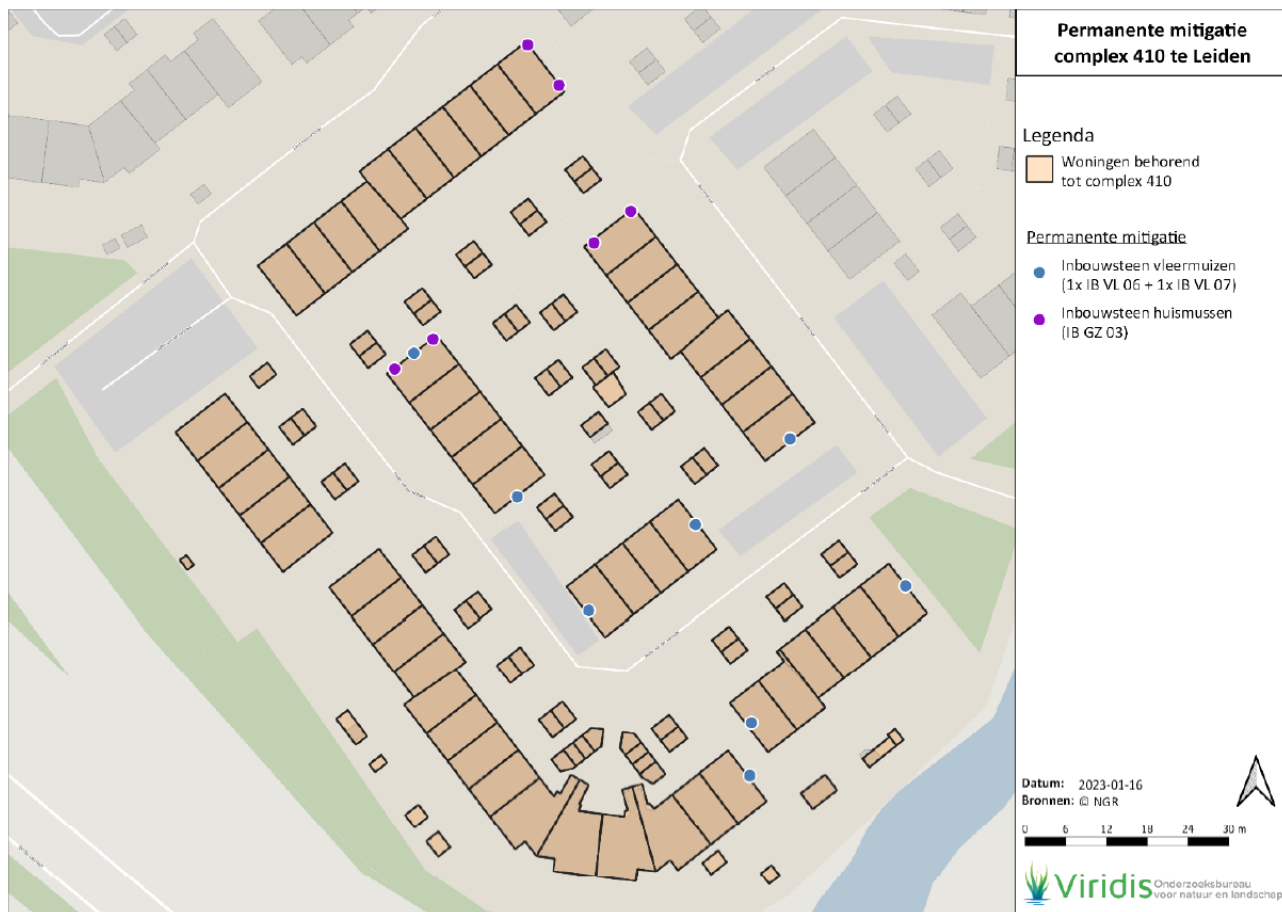 Permanente mitigatie
complex 410 te Leiden
Legenda
Woningen behorend
tot complex 410
Permanente mitigatie
Inbouwsteen vleermuizen
(1x IB VL 06 + 1x IB VL 07)
Inbouwsteen huismussen
(IB GZ 03)
Datum: 2023-01-16
Bronnen: © NGR
0 6 12 18 24 30 m
Viridis Onderzoeksbureau
voor natuur en landschap